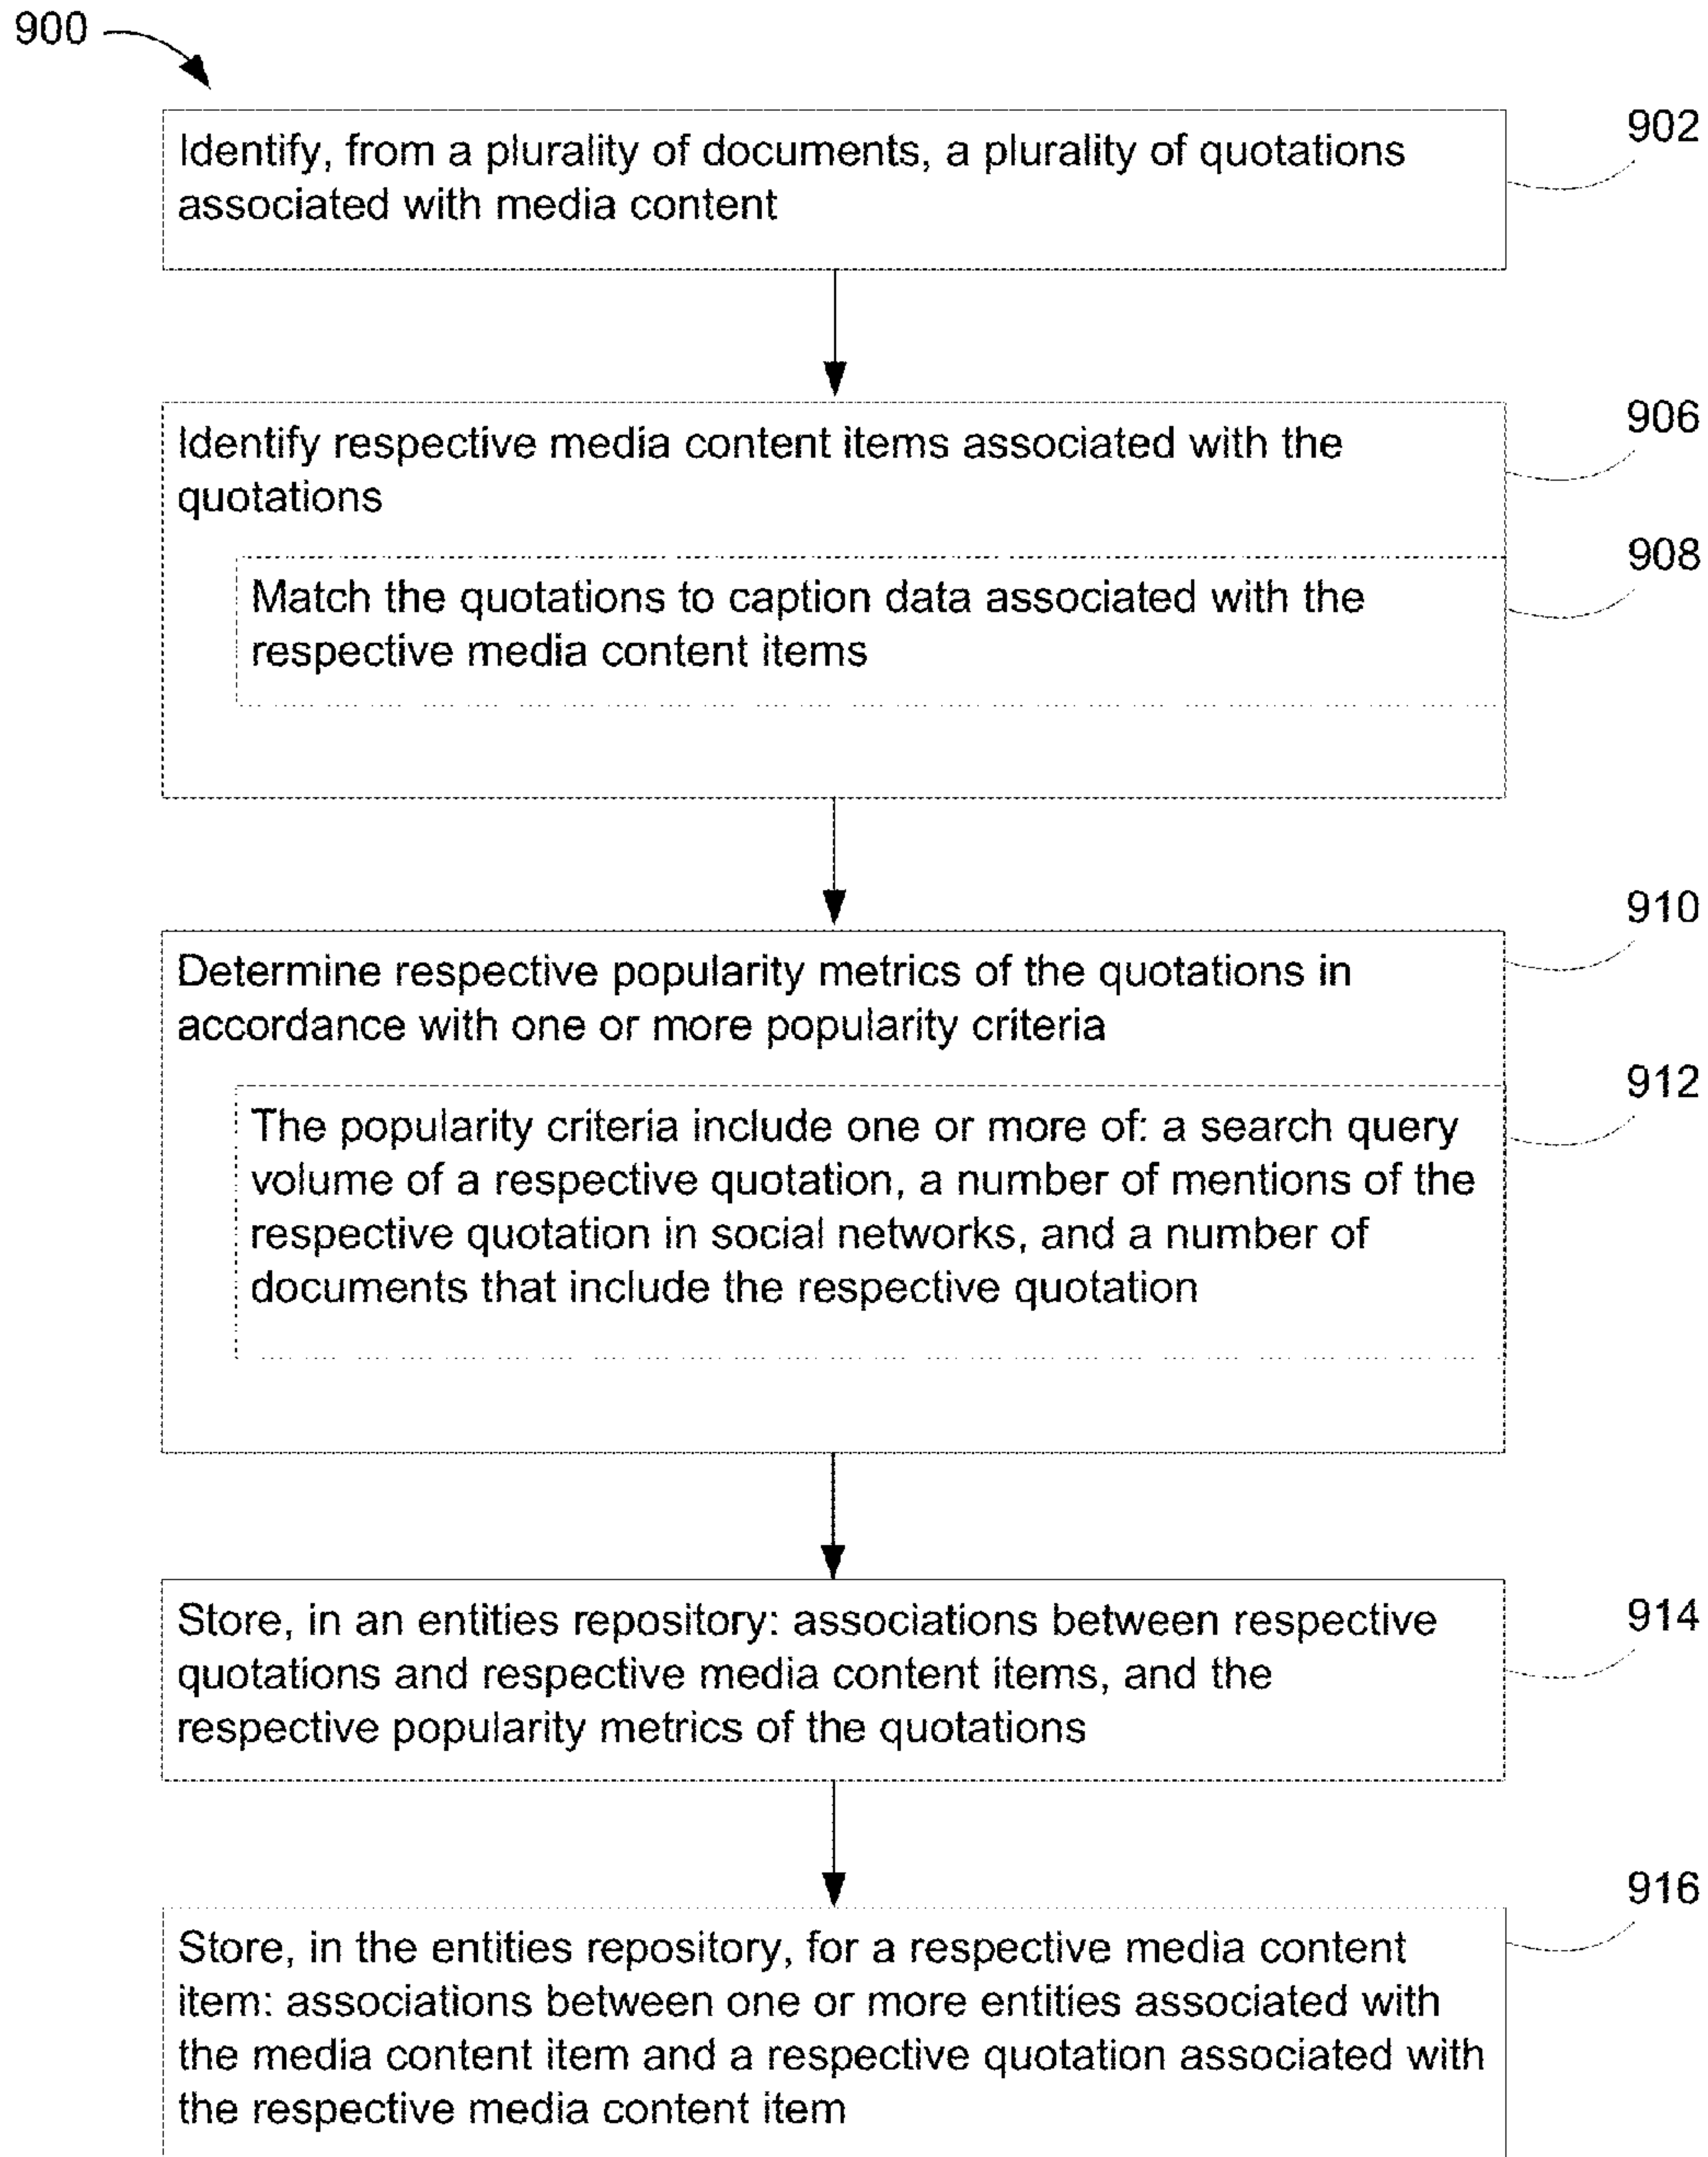 900
902
Identify, from a plurality of documents, a plurality of quotations
associated with media content
906
Identify respective media content items associated with the
quotations
908
Match the quotations to caption data associated with the
respective media content items
910
Determine respective popularity metrics of the quotations in
accordance with one or more popularity criteria
912
The popularity criteria include one or more of: a search query
volume of a respective quotation, a number of mentions of the
respective quotation in social networks, and a number of
documents that include the respective quotation
914
Store, in an entities repository: associations between respective
quotations and respective media content items, and the
respective popularity metrics of the quotations
916
Store, in the entities repository, for a respective media content
item: associations between one or more entities associated with
the media content item and a respective quotation associated with
the respective media content item